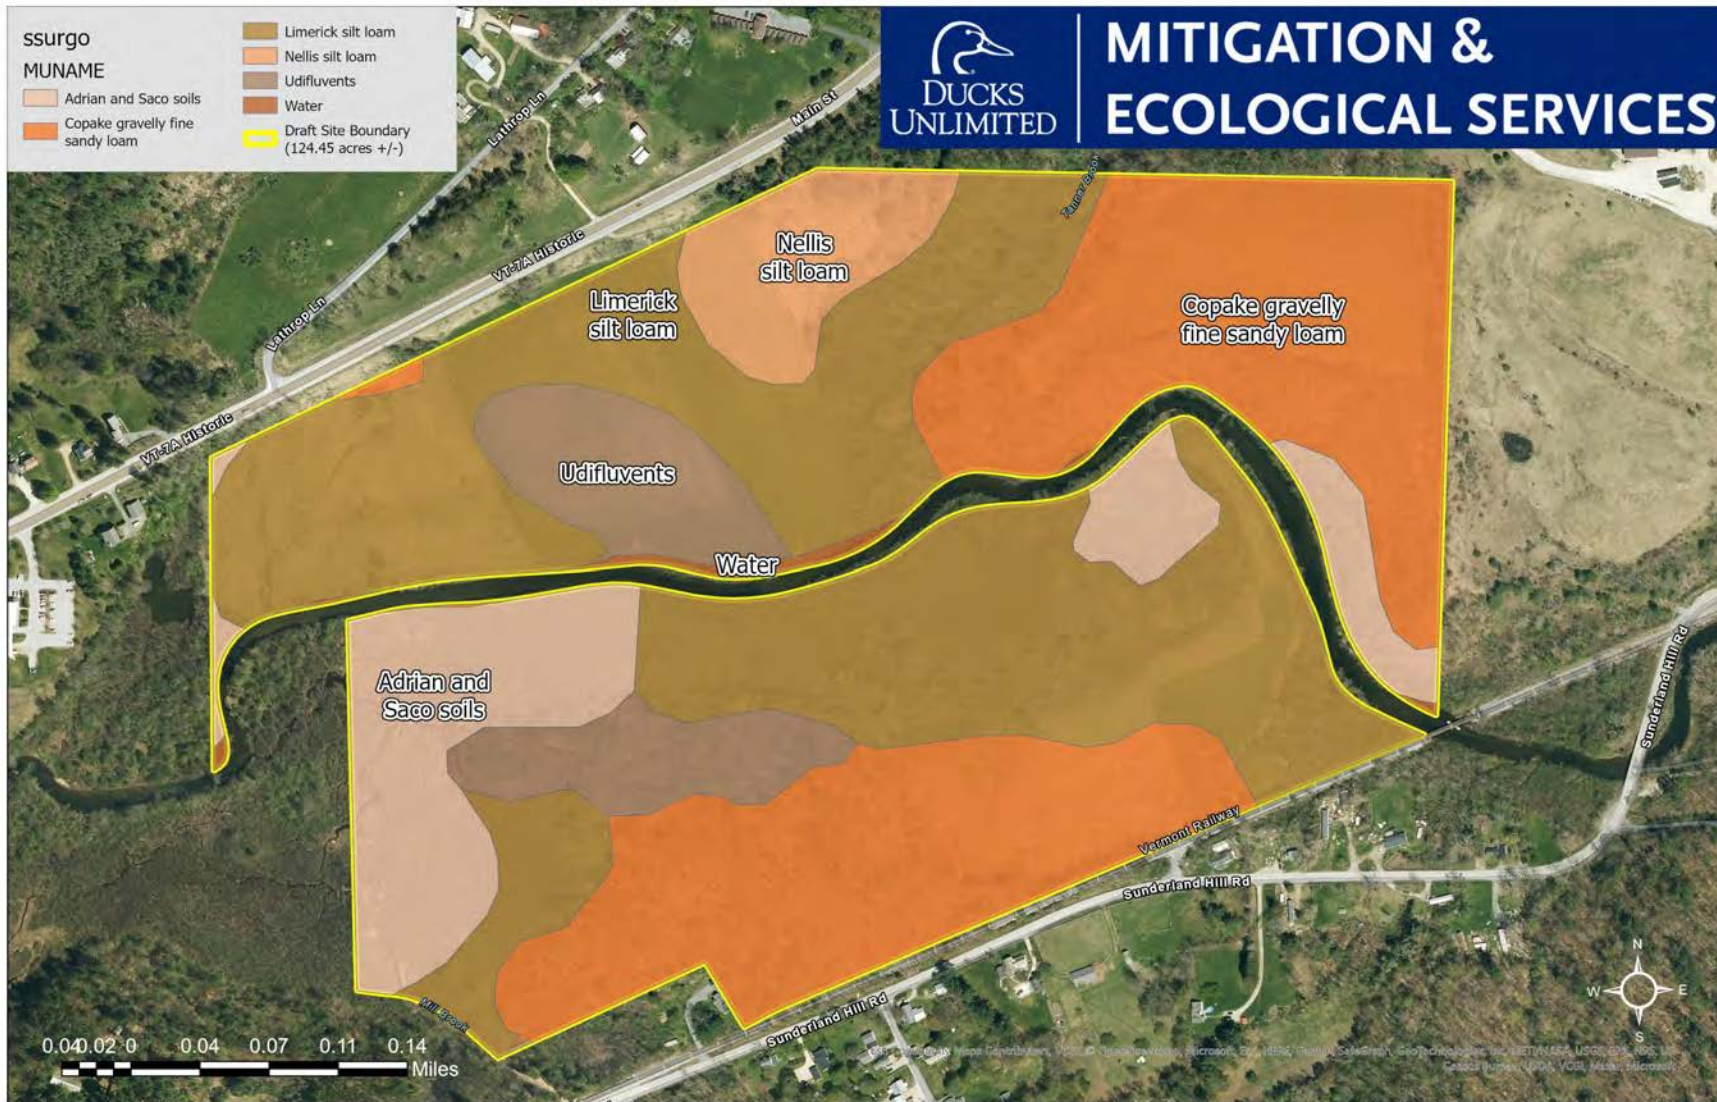 ssurgo
MUNAME
Adrian and Saco soils
Copake gravelly fine
sandy loam
Limerick silt loam
Nellis silt loam
Udifluvents
Water
Draft Site Boundary
(124.45 acres +/-)
DUCKS
UNLIMITED
MITIGATION &
ECOLOGICAL SERVICES
Lathrop Ln
Main St
Tanner Brook
VT-7A Historic
Nellis
silt loam
Limerick
silt loam
Copake gravelly
fine sandy loam
Lathrop Ln
VT-7A Historic
Udifluvents
Water
Adrian and
Saco soils
Sunderland Hill Rd
Vermont Railway
Sunderland Hill Rd
Mill Brook
Sunderland Hill Rd
N
W E
S
0.04 0.02 0 0.04 0.07 0.11 0.14
Miles